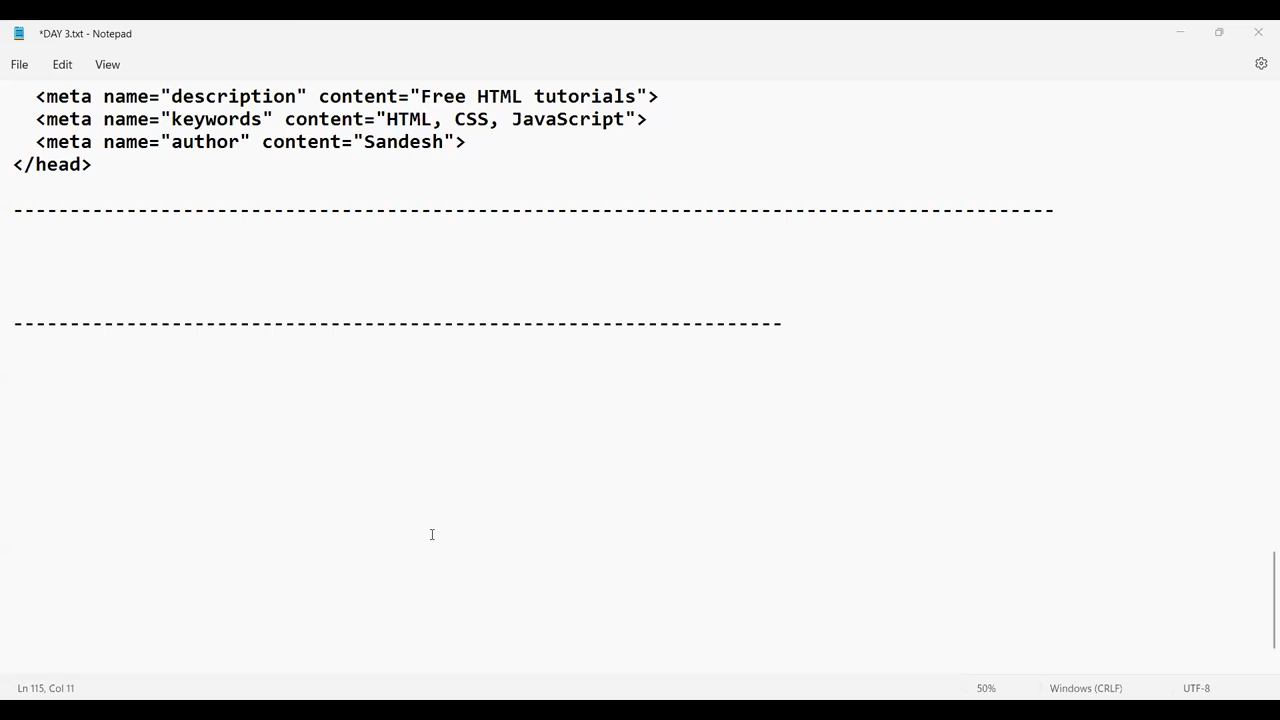 *DAY 3.txt - Notepad
File Edit View
<meta name="description" content="Free HTML tutorials">
<meta name="keywords" content="HTML, CSS, JavaScript">
<meta name="author" content="Sandesh">
</head>
--------------------------------------------------------------------------------------------
--------------------------------------------------------------------
Ln 115, Col 11 50% Windows (CRLF) UTF-8